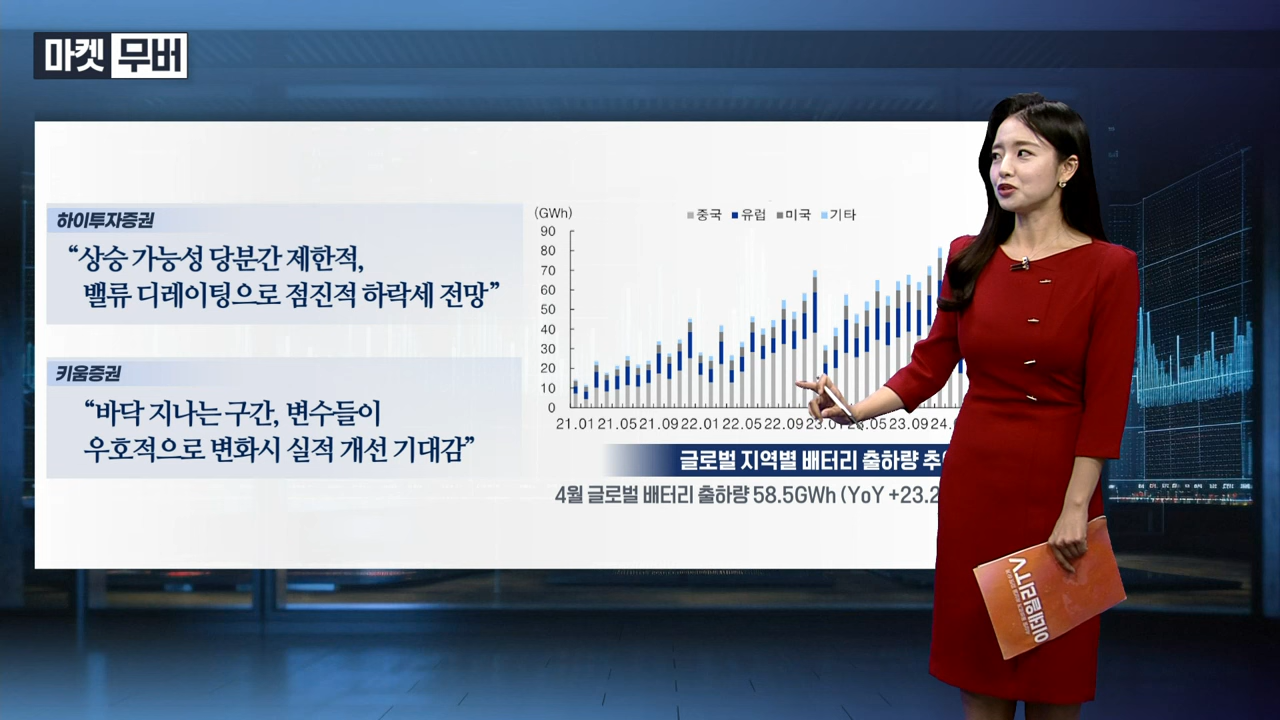 마켓무버
하이투자증권
“상승 가능성 당분간 제한적,
밸류 디레이팅으로 점진적 하락세 전망”
키움증권
“바닥 지나는 구간, 변수들이
우호적으로 변화시 실적 개선 기대감”
(GWh)
중국 유럽 미국 기타
90
80
70
60
50
40
30
20
10
0
21.01 21.05 21.09 22.01 22.05 22.09 23.01 23.05 23.09 24.
글로벌 지역별 배터리 출하량
4월 글로벌 배터리 출하량 58.5GWh (YoY +23.2
이데일리TV